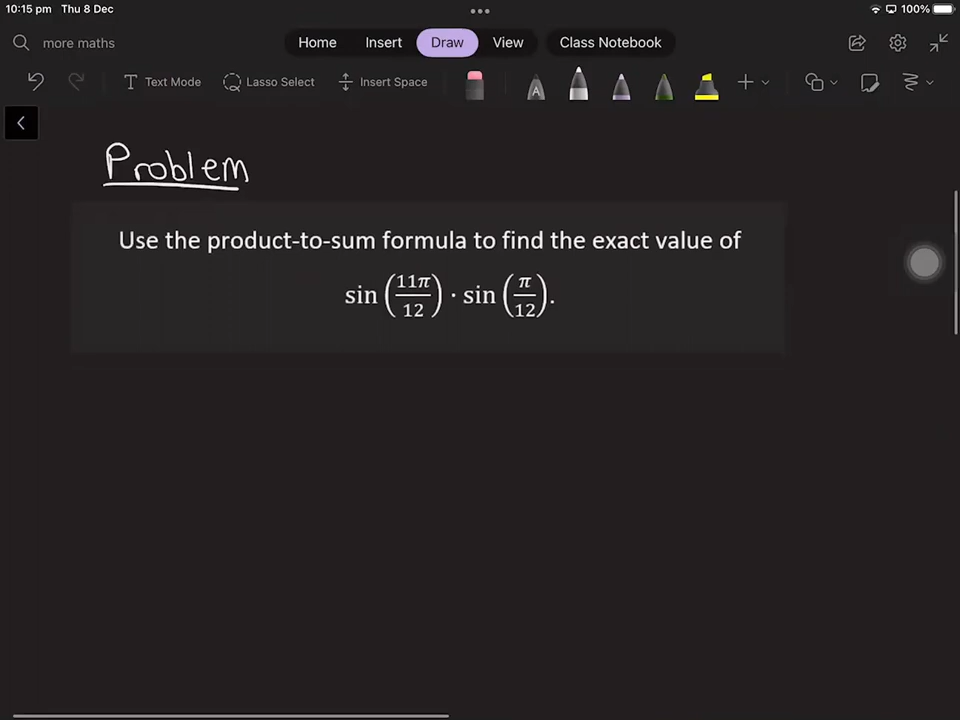 10:15 pm Thu 8 Dec 100%
more maths Home Insert Draw View Class Notebook
Text Mode Lasso Select Insert Space A
Problem
Use the product-to-sum formula to find the exact value of
sin(11π/12) · sin(π/12).